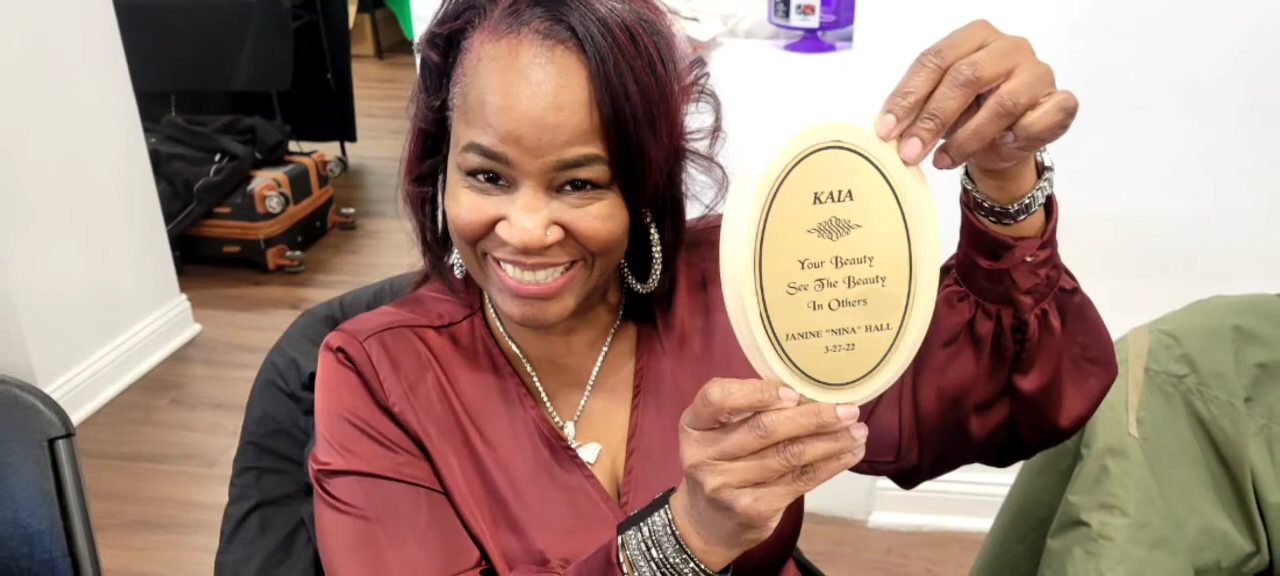 KAIA
Your Beauty
See The Beauty
In Others
JANINE "NINA" HALL
3-27-22